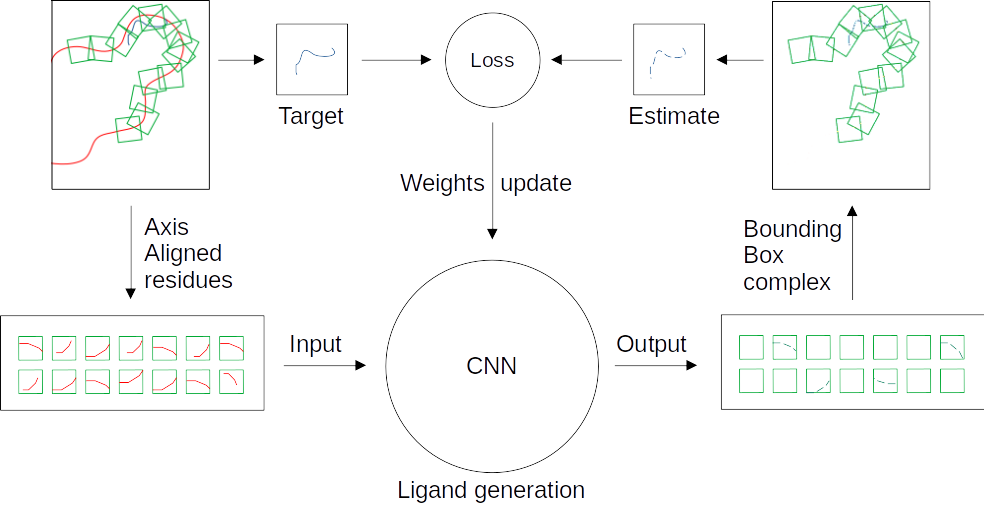 Loss
Target
Estimate
Weights update
Axis
Aligned
residues
Bounding
Box
complex
Input
CNN
Output
Ligand generation